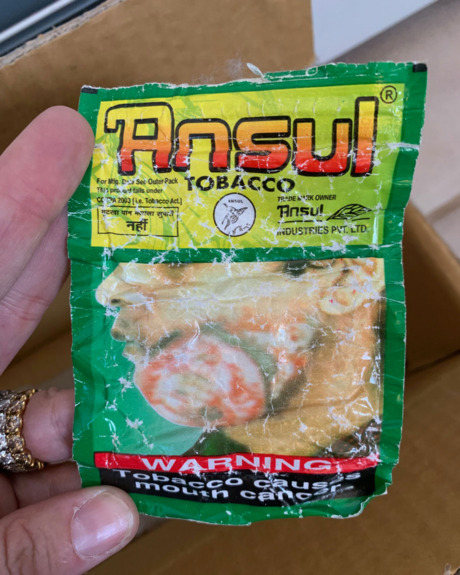 Ansul ®
TOBACCO
For Mfg. Date See Outer Pack
This product falls under
COTPA 2003 (i.e. Tobacco Act.)
नहीं
TRADE MARK OWNER
Ansul
INDUSTRIES PVT. LTD.
WARNING:
Tobacco causes
mouth cancer